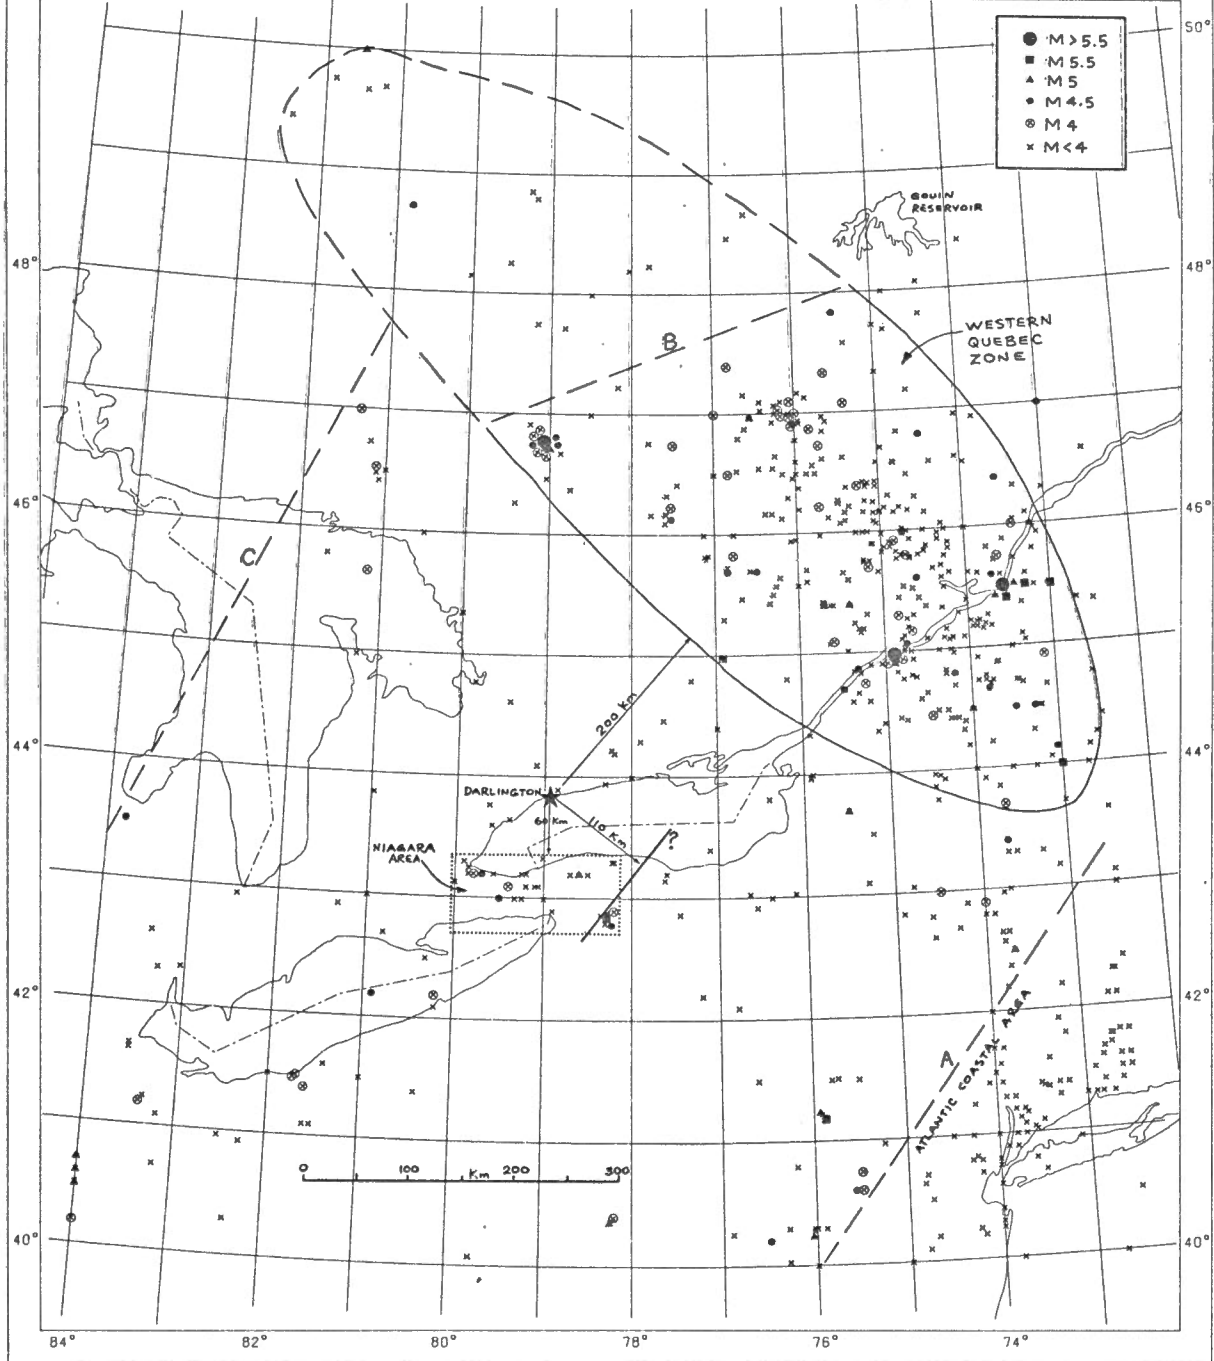 50°
50°
M>5.5
M 5.5
M 5
M 4.5
M 4
M<4
GOUIN
RESERVOIR
48°
48°
WESTERN
QUEBEC
ZONE
B
46°
46°
C
200 km
44°
44°
DARLINGTON
60 Km
110 Km
?
NIAGARA
AREA
42°
42°
A
ATLANTIC COASTAL AREA
0 100 200 300
Km
40°
40°
84° 82° 80° 78° 76° 74°